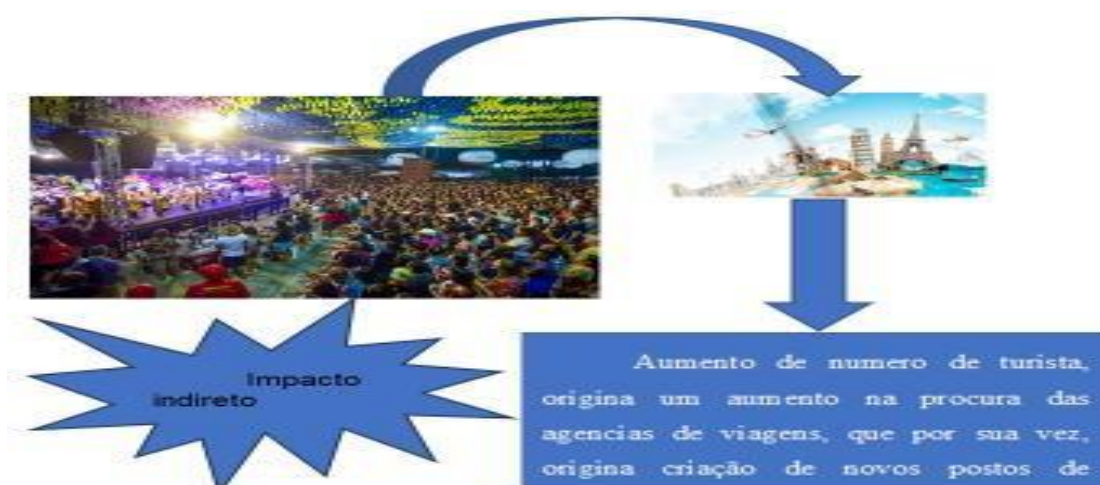 Impacto
indireto
Aumento de numero de turista,
origina um aumento na procura das
agencias de viagens, que por sua vez,
origina criação de novos postos de